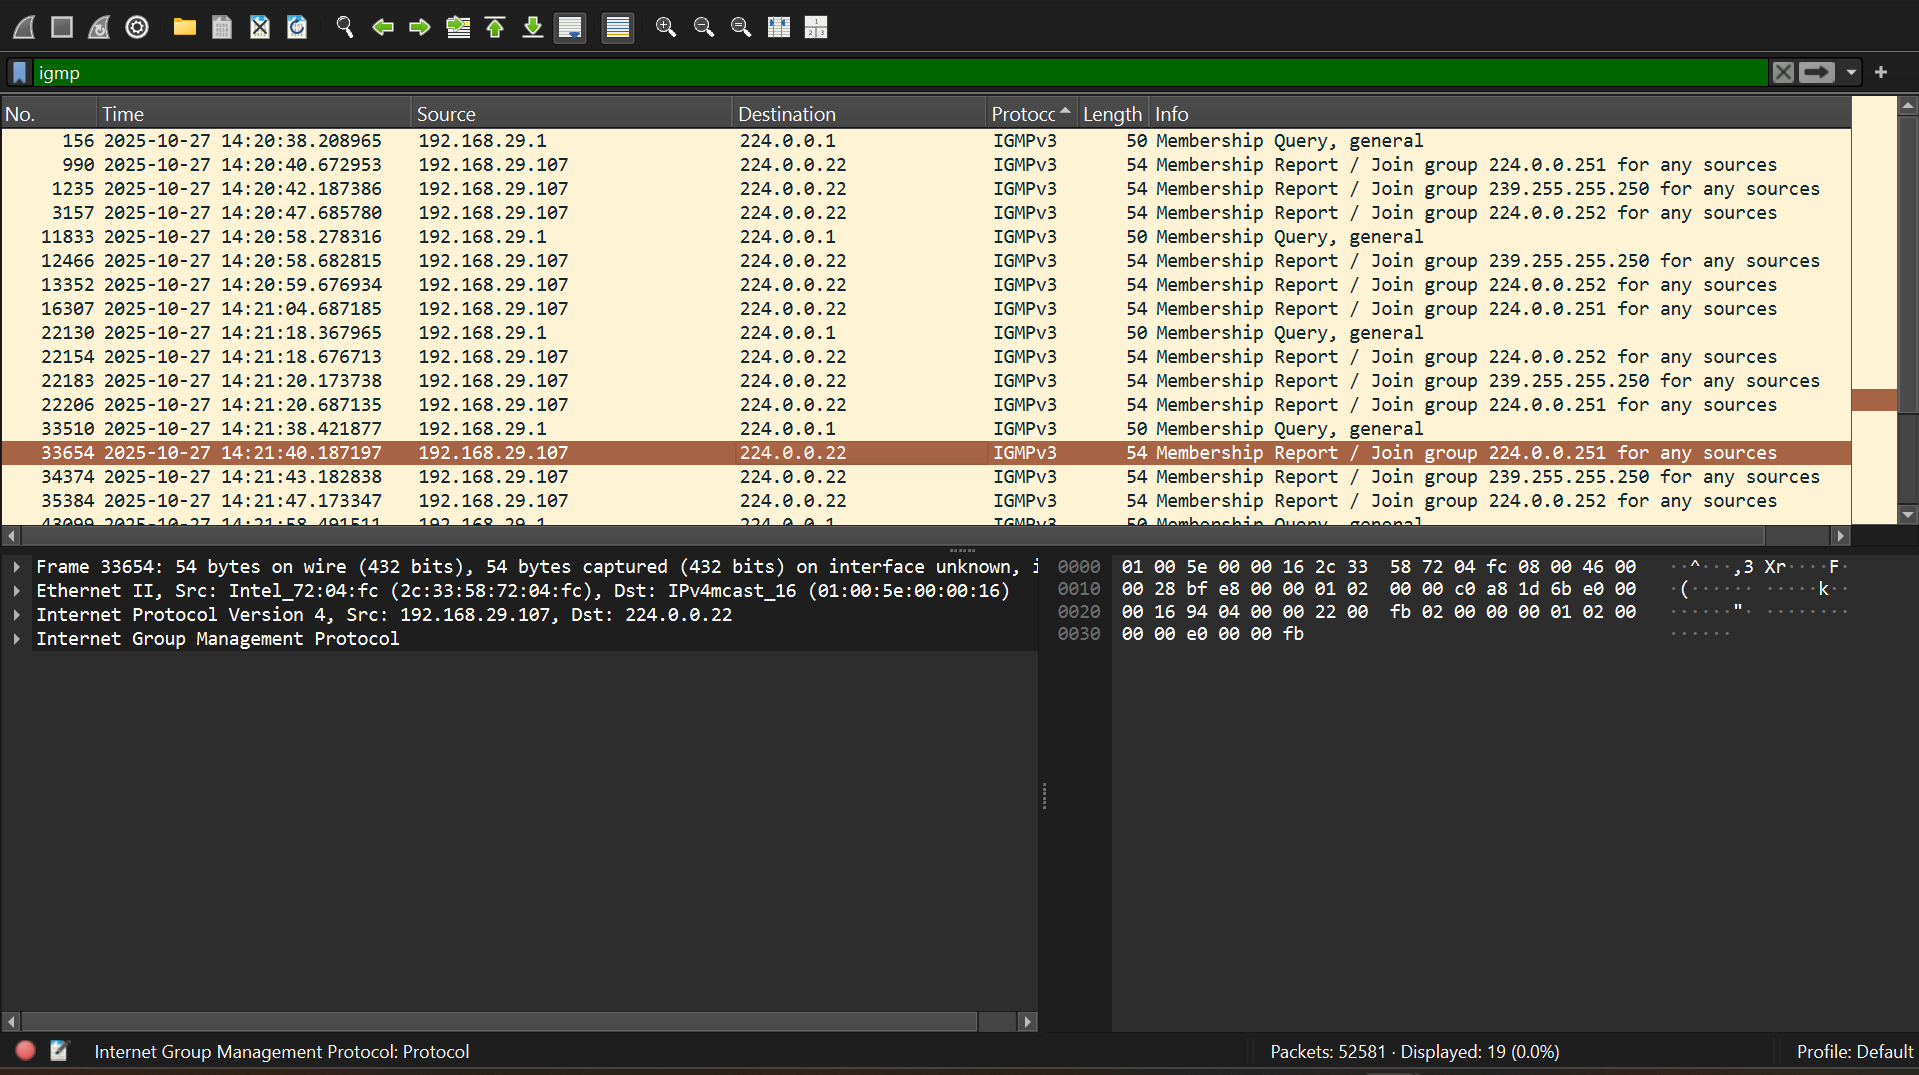 igmp
No. Time Source Destination Protocc Length Info
156 2025-10-27 14:20:38.208965 192.168.29.1 224.0.0.1 IGMPv3 50 Membership Query, general
990 2025-10-27 14:20:40.672953 192.168.29.107 224.0.0.22 IGMPv3 54 Membership Report / Join group 224.0.0.251 for any sources
1235 2025-10-27 14:20:42.187386 192.168.29.107 224.0.0.22 IGMPv3 54 Membership Report / Join group 239.255.255.250 for any sources
3157 2025-10-27 14:20:47.685780 192.168.29.107 224.0.0.22 IGMPv3 54 Membership Report / Join group 224.0.0.252 for any sources
11833 2025-10-27 14:20:58.278316 192.168.29.1 224.0.0.1 IGMPv3 50 Membership Query, general
12466 2025-10-27 14:20:58.682815 192.168.29.107 224.0.0.22 IGMPv3 54 Membership Report / Join group 239.255.255.250 for any sources
13352 2025-10-27 14:20:59.676934 192.168.29.107 224.0.0.22 IGMPv3 54 Membership Report / Join group 224.0.0.252 for any sources
16307 2025-10-27 14:21:04.687185 192.168.29.107 224.0.0.22 IGMPv3 54 Membership Report / Join group 224.0.0.251 for any sources
22130 2025-10-27 14:21:18.367965 192.168.29.1 224.0.0.1 IGMPv3 50 Membership Query, general
22154 2025-10-27 14:21:18.676713 192.168.29.107 224.0.0.22 IGMPv3 54 Membership Report / Join group 224.0.0.252 for any sources
22183 2025-10-27 14:21:20.173738 192.168.29.107 224.0.0.22 IGMPv3 54 Membership Report / Join group 239.255.255.250 for any sources
22206 2025-10-27 14:21:20.687135 192.168.29.107 224.0.0.22 IGMPv3 54 Membership Report / Join group 224.0.0.251 for any sources
33510 2025-10-27 14:21:38.421877 192.168.29.1 224.0.0.1 IGMPv3 50 Membership Query, general
33654 2025-10-27 14:21:40.187197 192.168.29.107 224.0.0.22 IGMPv3 54 Membership Report / Join group 224.0.0.251 for any sources
34374 2025-10-27 14:21:43.182838 192.168.29.107 224.0.0.22 IGMPv3 54 Membership Report / Join group 239.255.255.250 for any sources
35384 2025-10-27 14:21:47.173347 192.168.29.107 224.0.0.22 IGMPv3 54 Membership Report / Join group 224.0.0.252 for any sources
43099 2025-10-27 14:21:58.491511 192.168.29.1 224.0.0.1 IGMPv3 50 Membership Query, general
Frame 33654: 54 bytes on wire (432 bits), 54 bytes captured (432 bits) on interface unknown, i
Ethernet II, Src: Intel_72:04:fc (2c:33:58:72:04:fc), Dst: IPv4mcast_16 (01:00:5e:00:00:16)
Internet Protocol Version 4, Src: 192.168.29.107, Dst: 224.0.0.22
Internet Group Management Protocol
0000 01 00 5e 00 00 16 2c 33 58 72 04 fc 08 00 46 00 ··^···,3 Xr····F·
0010 00 28 bf e8 00 00 01 02 00 00 c0 a8 1d 6b e0 00 ·(······ ·····k··
0020 00 16 94 04 00 00 22 00 fb 02 00 00 00 01 02 00 ······"· ········
0030 00 00 e0 00 00 fb ······
Internet Group Management Protocol: Protocol
Packets: 52581 · Displayed: 19 (0.0%)
Profile: Default